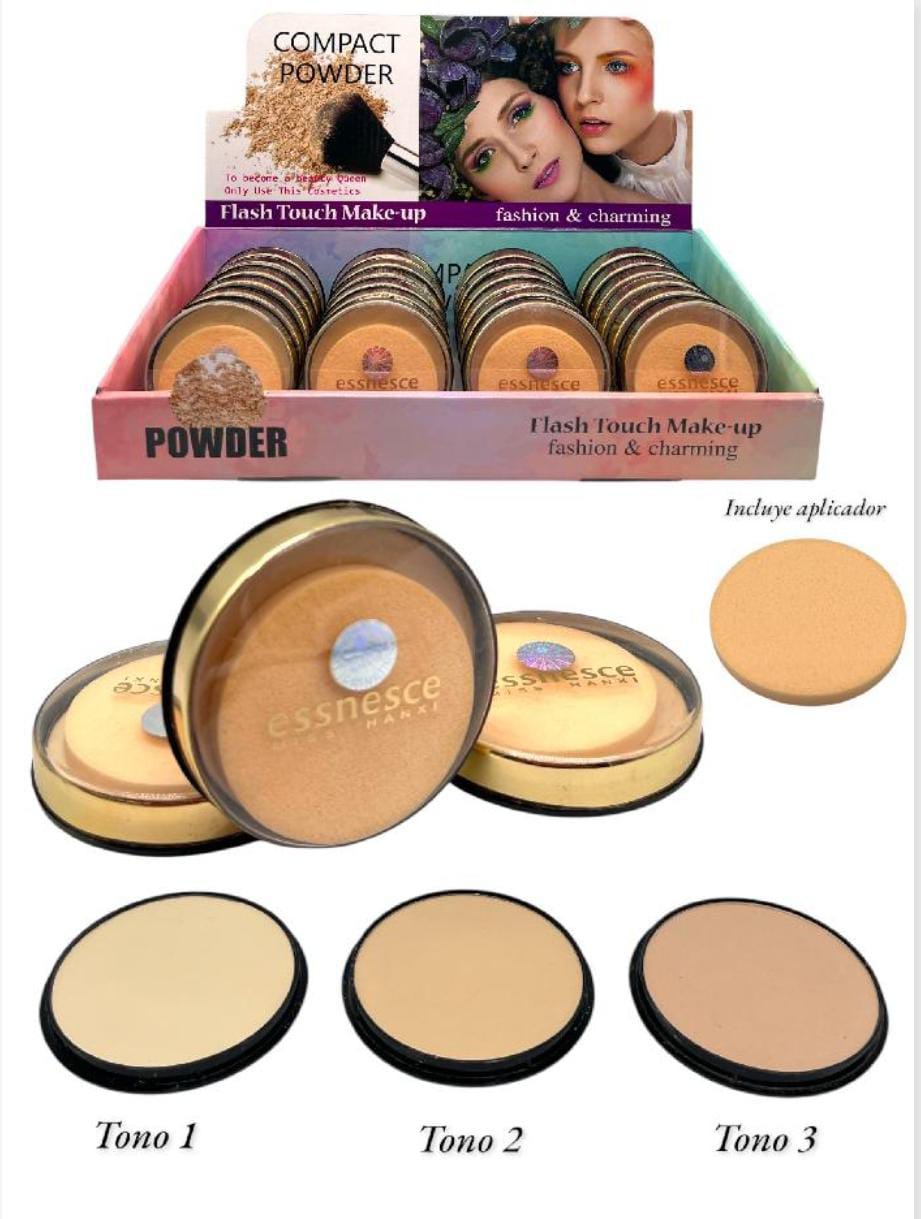 COMPACT
POWDER
To become a beauty Queen
Only Use This Cosmetics
Flash Touch Make-up
fashion & charming
essnesce
essnesce
essnesce
POWDER
Flash Touch Make-up
fashion & charming
Incluye aplicador
essnesce
MISS HANXI
essnesce
MISS HANXI
Tono 1
Tono 2
Tono 3